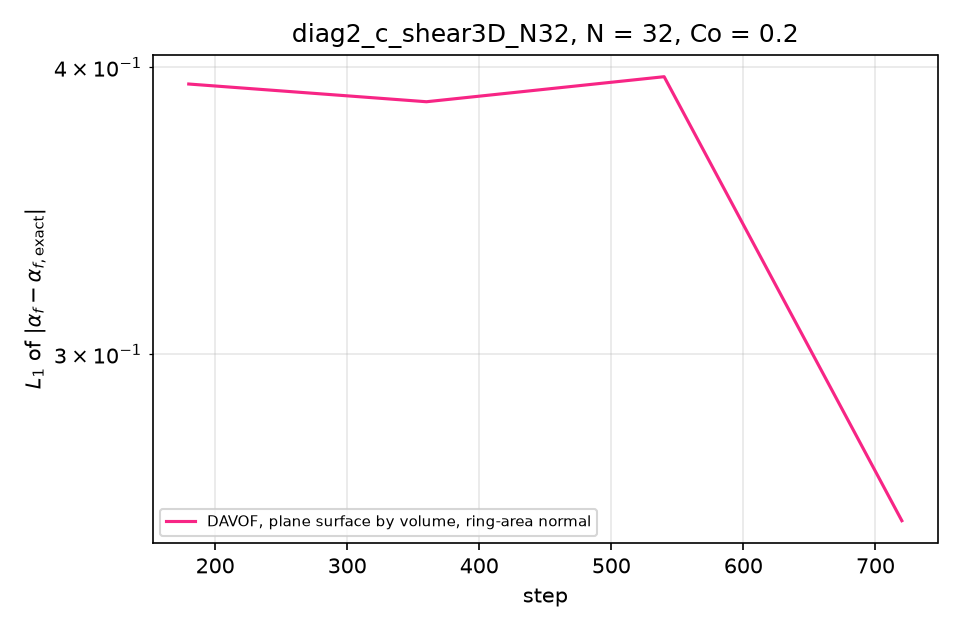 diag2_c_shear3D_N32, N = 32, Co = 0.2
4 × 10⁻¹
3 × 10⁻¹
L₁ of |α_f − α_{f,exact}|
DAVOF, plane surface by volume, ring-area normal
200 300 400 500 600 700
step